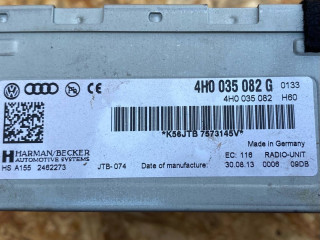 4H0 035 082 G 0133
4H0 035 082 H60
*K56JTB 7573145V*
Made in Germany
HARMAN/BECKER
AUTOMOTIVE SYSTEMS
HS A155 2462273
JTB-074
Date of manufacture:
EC: 116 RADIO-UNIT
30.08.13 0006 09DB